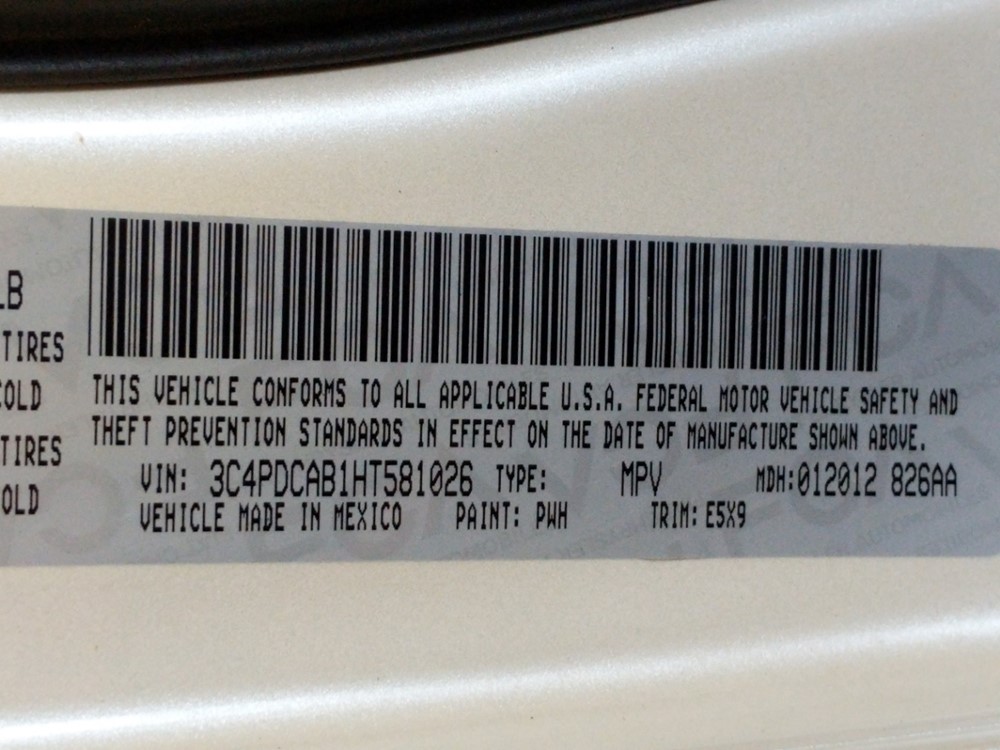 LB
TIRES
COLD
THIS VEHICLE CONFORMS TO ALL APPLICABLE U.S.A. FEDERAL MOTOR VEHICLE SAFETY AND
TIRES
THEFT PREVENTION STANDARDS IN EFFECT ON THE DATE OF MANUFACTURE SHOWN ABOVE.
OLD
VIN: 3C4PDCAB1HT581026 TYPE: MPV MDH:012012 826AA
VEHICLE MADE IN MEXICO PAINT: PWH TRIM: E5X9